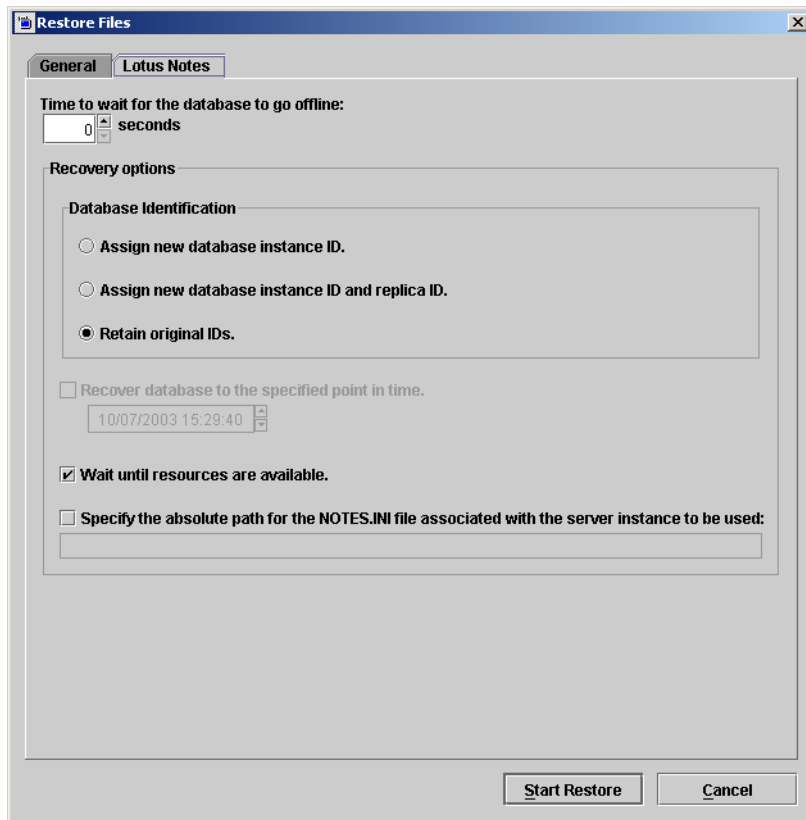 Restore Files
General
Lotus Notes
Time to wait for the database to go offline:
0 seconds
Recovery options
Database Identification
Assign new database instance ID.
Assign new database instance ID and replica ID.
Retain original IDs.
Recover database to the specified point in time.
10/07/2003 15:29:40
Wait until resources are available.
Specify the absolute path for the NOTES.INI file associated with the server instance to be used:
Start Restore
Cancel